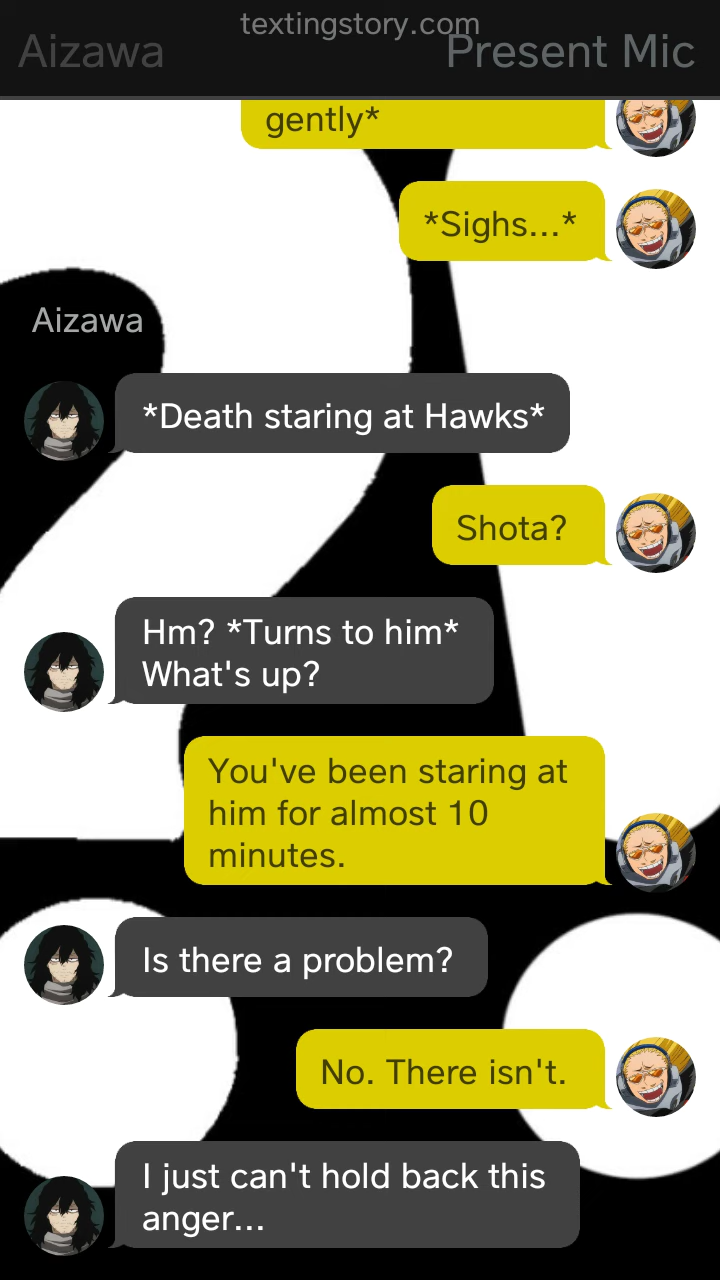 textingstory.com
Aizawa
Present Mic
gently*
*Sighs...*
Aizawa
*Death staring at Hawks*
Shota?
Hm? *Turns to him*
What's up?
You've been staring at
him for almost 10
minutes.
Is there a problem?
No. There isn't.
I just can't hold back this
anger...